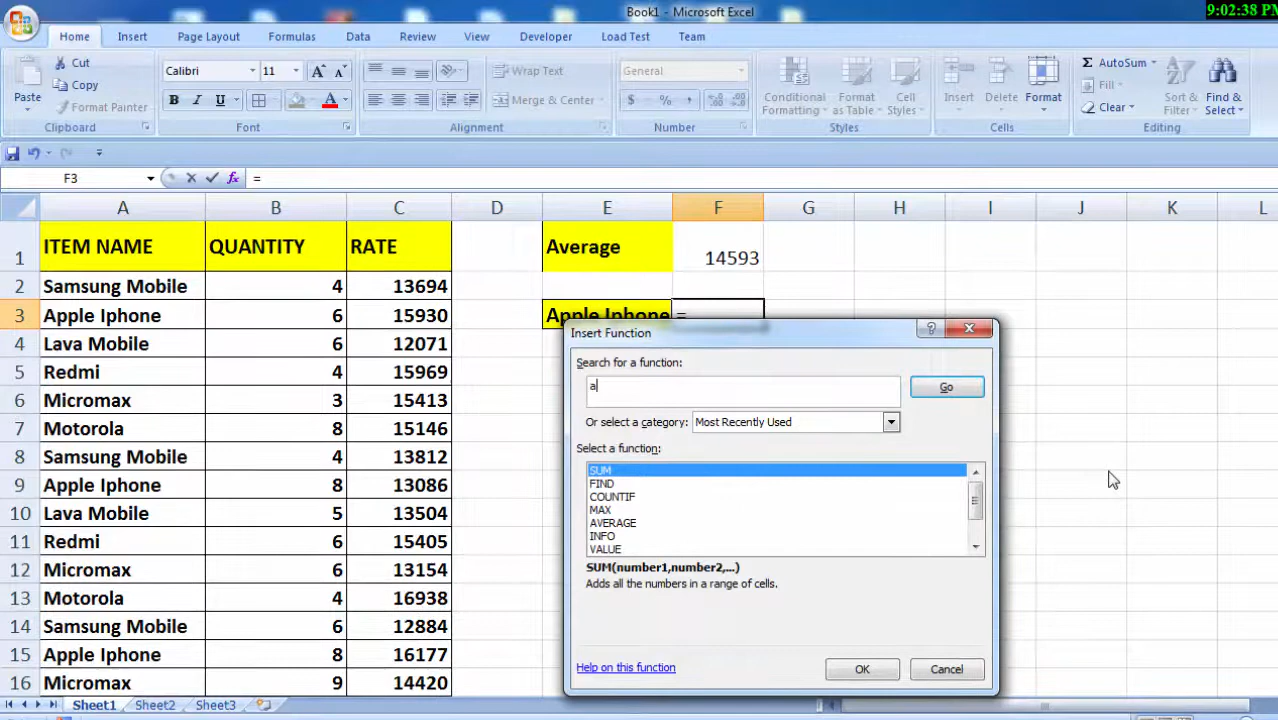 Book1 - Microsoft Excel
9:02:38 PM
Home Insert Page Layout Formulas Data Review View Developer Load Test Team
Cut
Copy
Format Painter
Paste
Calibri 11
B I U
Wrap Text
Merge & Center
General
$ % ,
Conditional Formatting
Format as Table
Cell Styles
Insert Delete Format
AutoSum
Fill
Clear
Sort & Filter
Find & Select
Clipboard Font Alignment Number Styles Cells Editing
F3 fx =
A B C D E F G H I J K L
1 ITEM NAME QUANTITY RATE Average 14593
2 Samsung Mobile 4 13694
3 Apple Iphone 6 15930 Apple Iphone =
4 Lava Mobile 6 12071
5 Redmi 6 15969
6 Micromax 3 15413
7 Motorola 8 15146
8 Samsung Mobile 4 13812
9 Apple Iphone 8 13086
10 Lava Mobile 5 13504
11 Redmi 6 15405
12 Micromax 6 13154
13 Motorola 4 16938
14 Samsung Mobile 6 12884
15 Apple Iphone 8 16177
16 Micromax 9 14420
Insert Function
Search for a function:
a
Go
Or select a category: Most Recently Used
Select a function:
SUM
FIND
COUNTIF
MAX
AVERAGE
INFO
VALUE
SUM(number1,number2,...)
Adds all the numbers in a range of cells.
Help on this function
OK Cancel
Sheet1 Sheet2 Sheet3